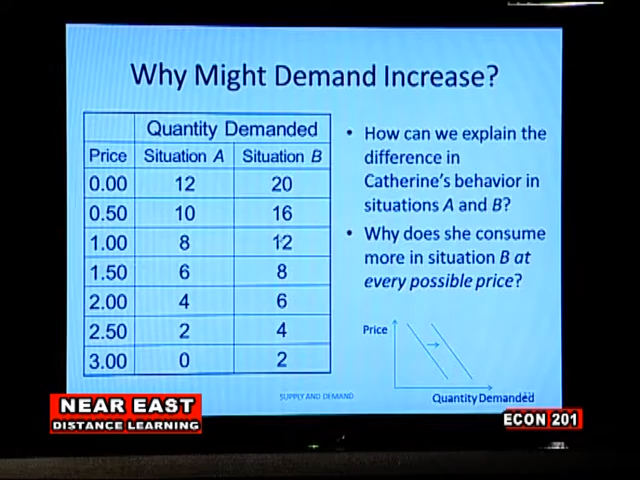 Why Might Demand Increase?
Quantity Demanded
Price Situation A Situation B
0.00 12 20
0.50 10 16
1.00 8 12
1.50 6 8
2.00 4 6
2.50 2 4
3.00 0 2
• How can we explain the
difference in
Catherine's behavior in
situations A and B?
• Why does she consume
more in situation B at
every possible price?
Price
Quantity Demanded
SUPPLY AND DEMAND
NEAR EAST
DISTANCE LEARNING
ECON 201